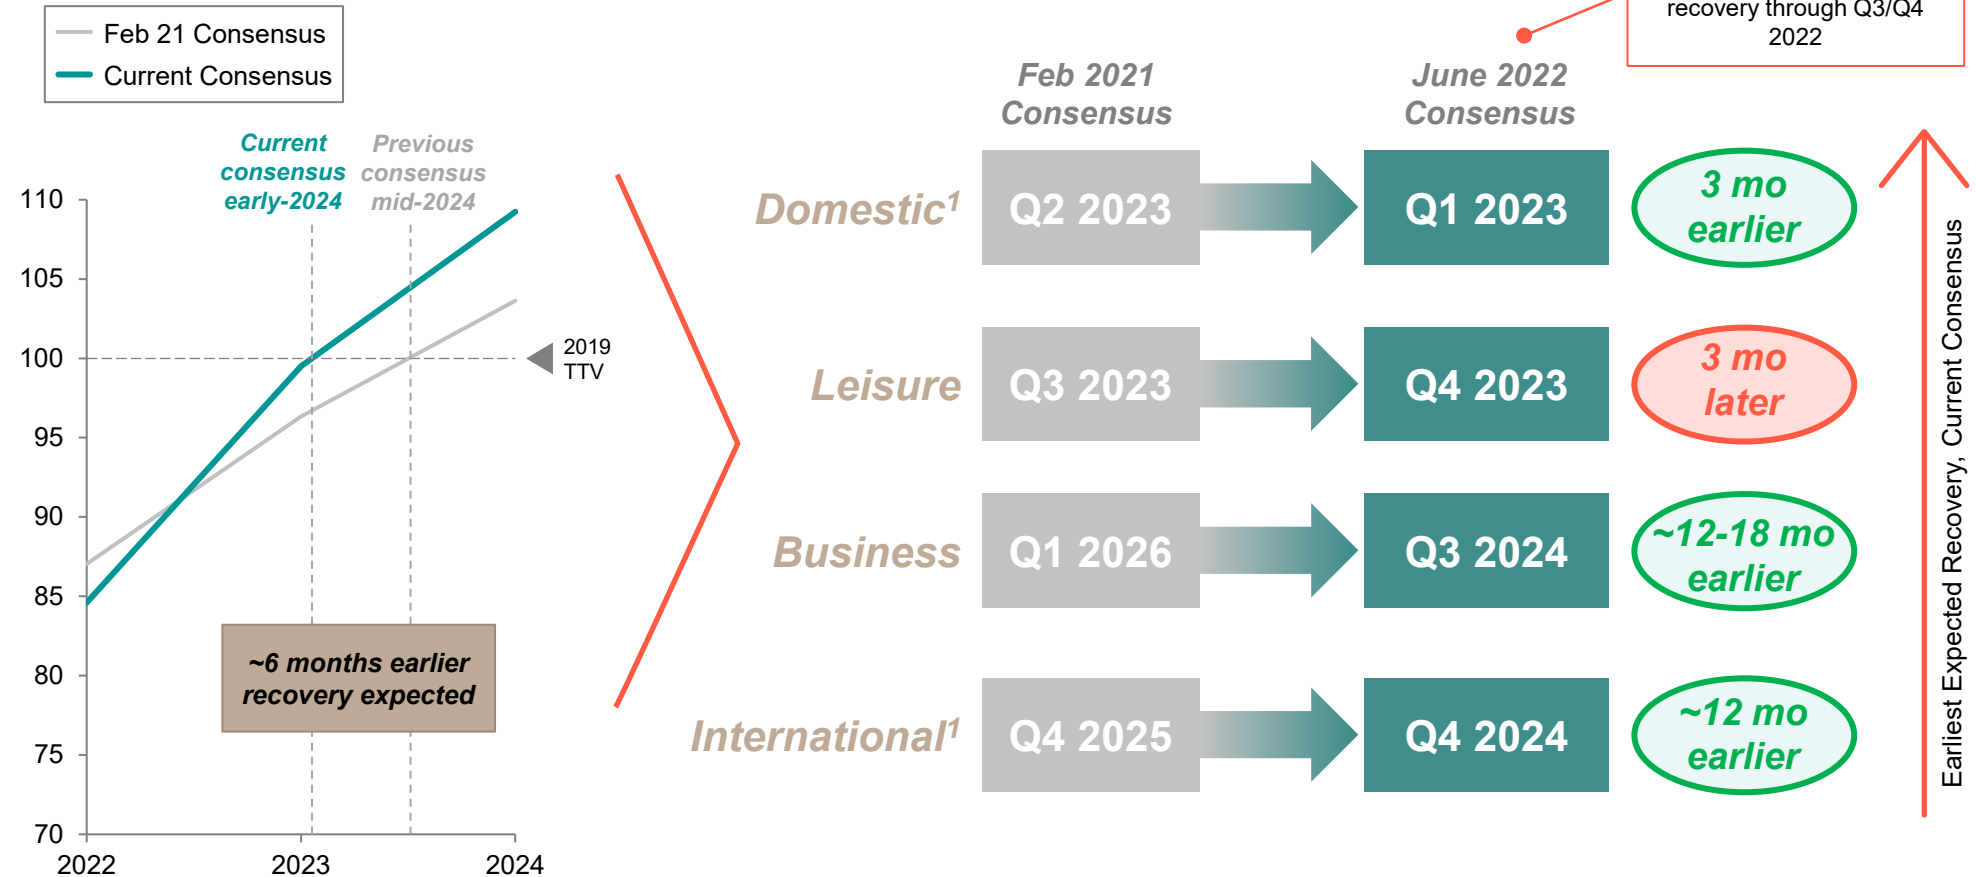 recovery through Q3/Q4
2022
Feb 21 Consensus
Current Consensus
Current
consensus
early-2024
Previous
consensus
mid-2024
110
105
100
95
90
85
80
75
70
2022
2023
2024
2019
TTV
~6 months earlier
recovery expected
Feb 2021
Consensus
June 2022
Consensus
Domestic¹
Q2 2023
Q1 2023
3 mo
earlier
Leisure
Q3 2023
Q4 2023
3 mo
later
Business
Q1 2026
Q3 2024
~12-18 mo
earlier
International¹
Q4 2025
Q4 2024
~12 mo
earlier
Earliest Expected Recovery, Current Consensus